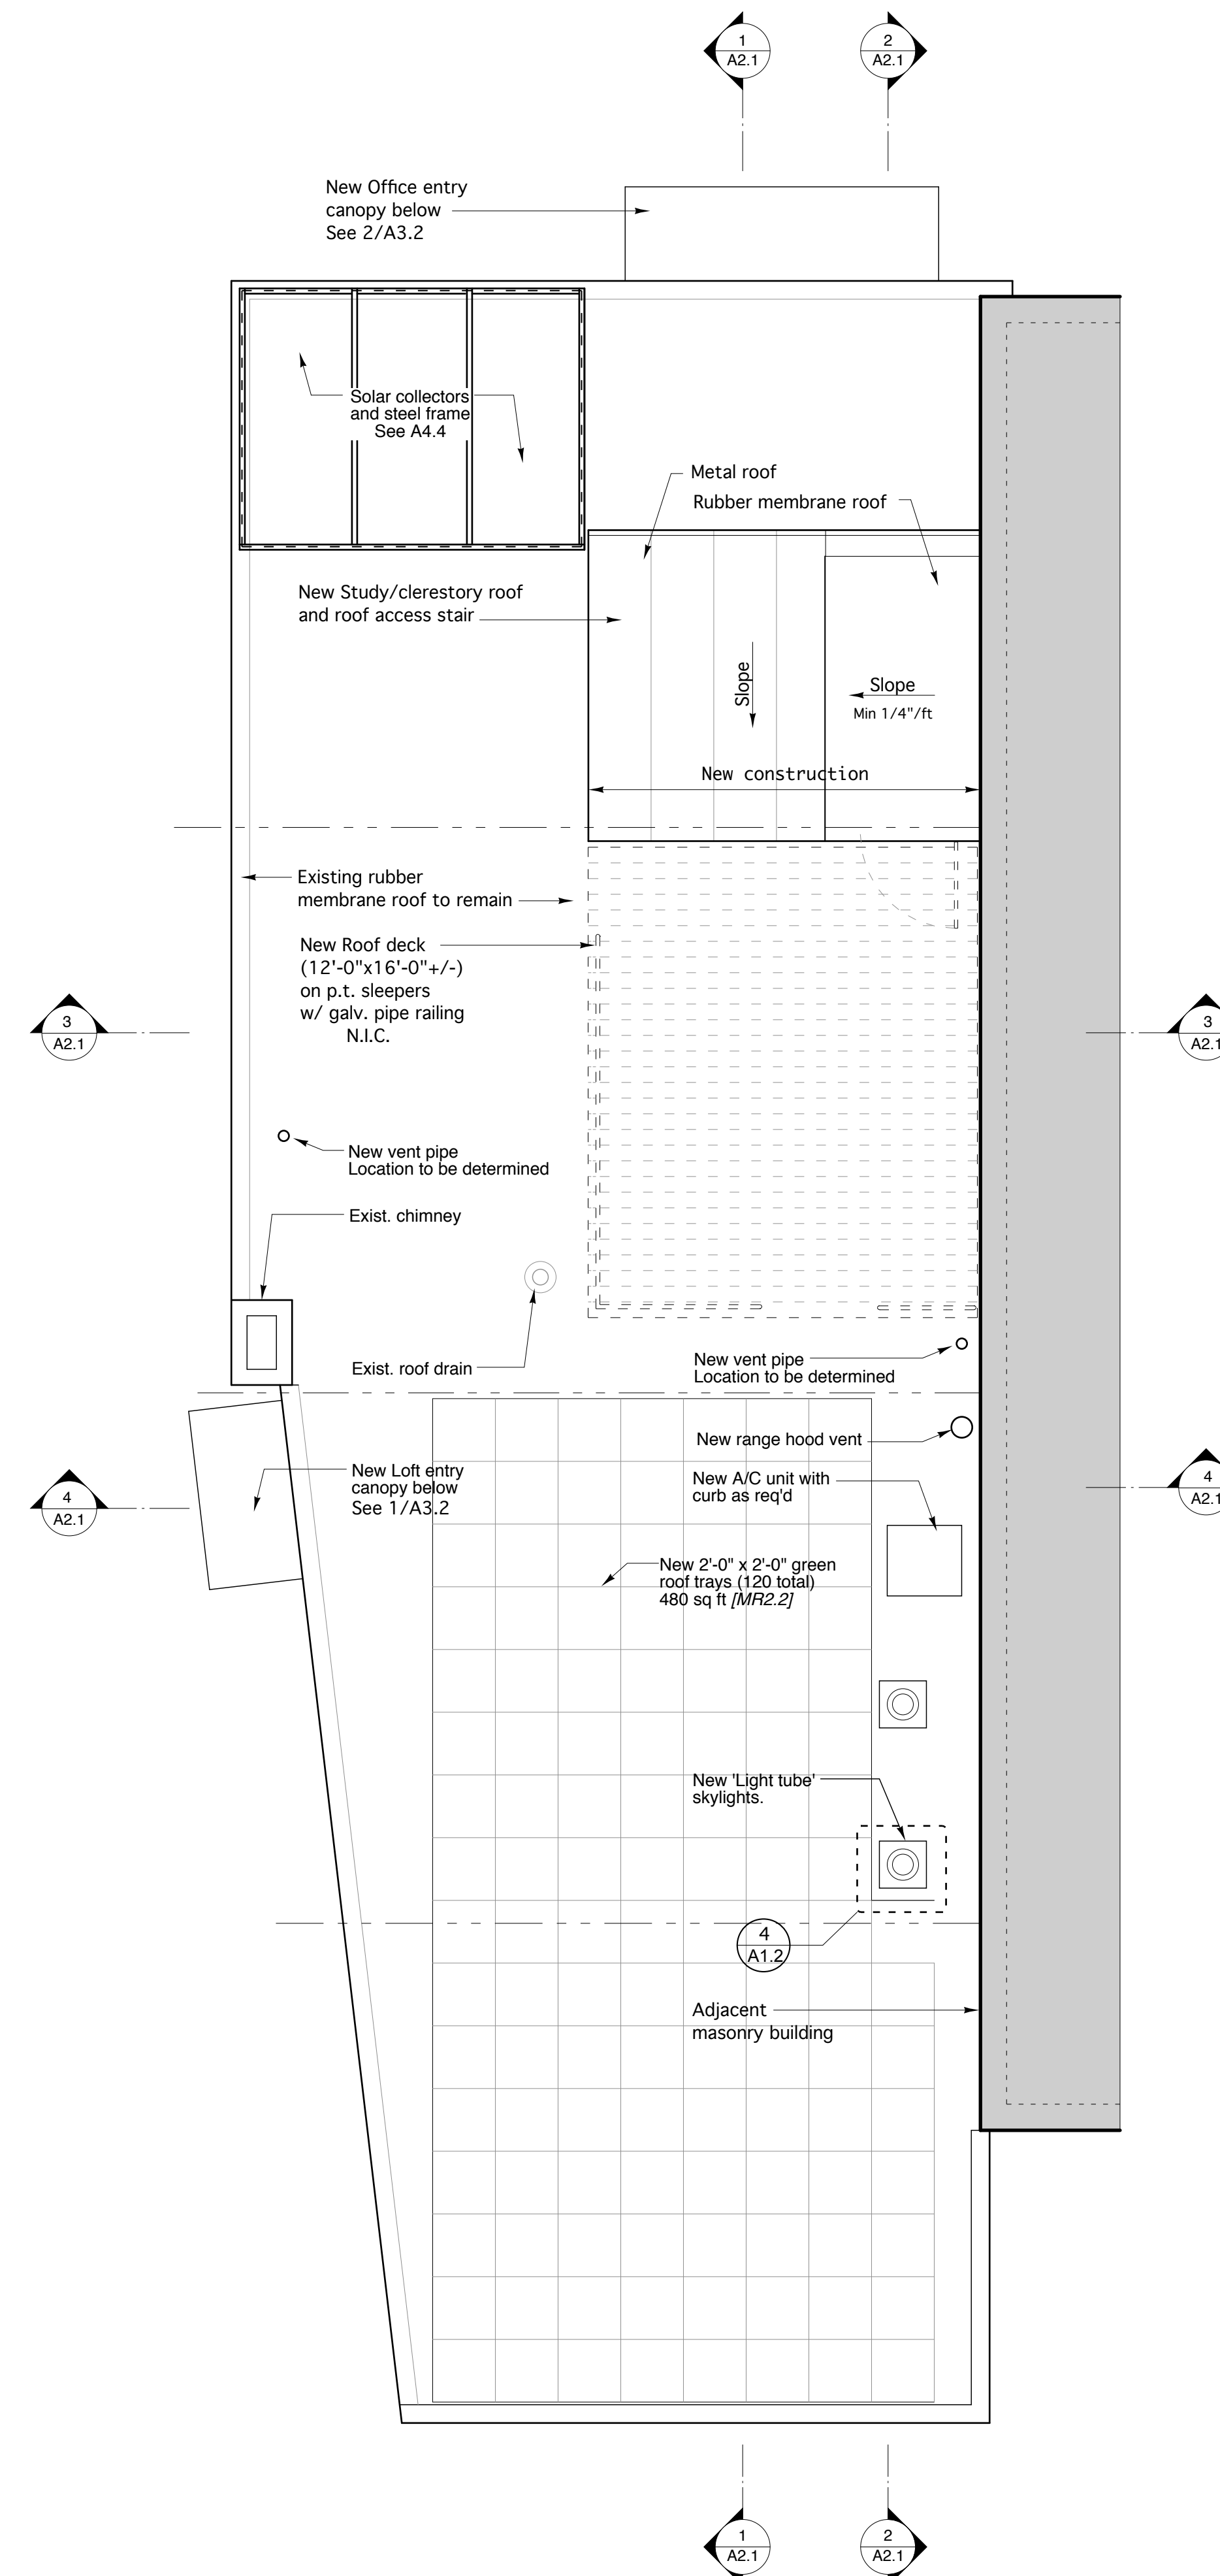 1
A2.1
2
A2.1
New Office entry
canopy below
See 2/A3.2
Solar collectors
and steel frame
See A4.4
Metal roof
Rubber membrane roof
New Study/clerestory roof
and roof access stair
Slope
Slope
Min 1/4"/ft
New construction
Existing rubber
membrane roof to remain
New Roof deck
(12'-0"x16'-0"+/-)
on p.t. sleepers
w/ galv. pipe railing
N.I.C.
3
A2.1
3
A2.1
New vent pipe
Location to be determined
Exist. chimney
Exist. roof drain
New vent pipe
Location to be determined
New range hood vent
New Loft entry
canopy below
See 1/A3.2
New A/C unit with
curb as req'd
4
A2.1
4
A2.1
New 2'-0" x 2'-0" green
roof trays (120 total)
480 sq ft [MR2.2]
New 'Light tube'
skylights.
4
A1.2
Adjacent
masonry building
1
A2.1
2
A2.1